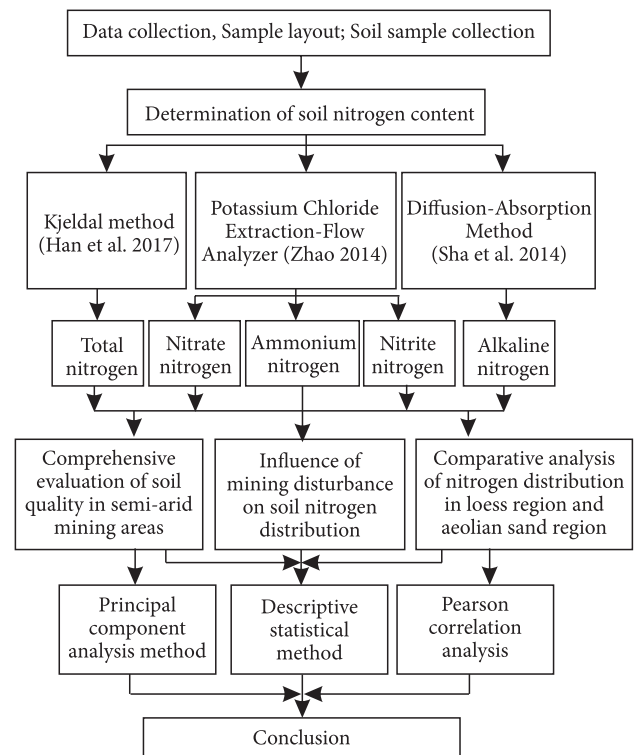 Data collection, Sample layout; Soil sample collection
Determination of soil nitrogen content
Kjeldal method
(Han et al. 2017)
Potassium Chloride
Extraction-Flow
Analyzer (Zhao 2014)
Diffusion-Absorption
Method
(Sha et al. 2014)
Total
nitrogen
Nitrate
nitrogen
Ammonium
nitrogen
Nitrite
nitrogen
Alkaline
nitrogen
Comprehensive
evaluation of soil
quality in semi-arid
mining areas
Influence of
mining disturbance
on soil nitrogen
distribution
Comparative analysis
of nitrogen distribution
in loess region and
aeolian sand region
Principal
component
analysis method
Descriptive
statistical
method
Pearson
correlation
analysis
Conclusion